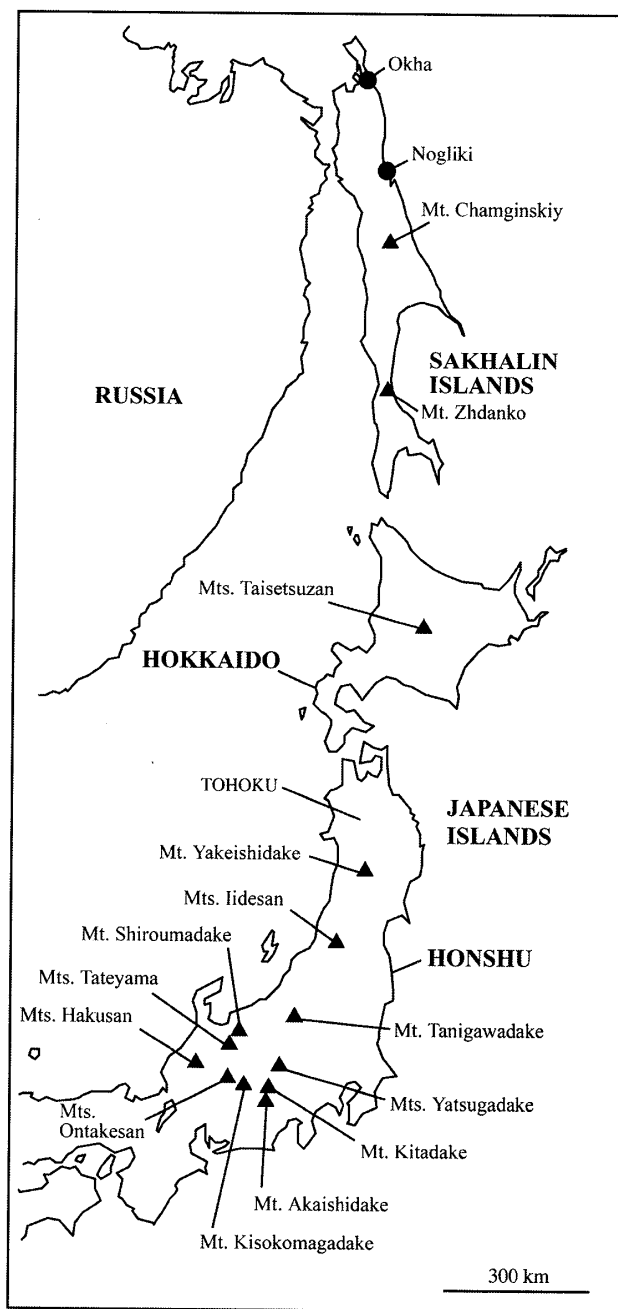 Okha
Nogliki
Mt. Chamginskiy
SAKHALIN
ISLANDS
RUSSIA
Mt. Zhdanko
Mts. Taisetsuzan
HOKKAIDO
TOHOKU
JAPANESE
ISLANDS
Mt. Yakeishidake
Mts. Iidesan
Mt. Shiroumadake
HONSHU
Mts. Tateyama
Mts. Hakusan
Mt. Tanigawadake
Mts.
Ontakesan
Mts. Yatsugadake
Mt. Kitadake
Mt. Akaishidake
Mt. Kisokomagadake
300 km